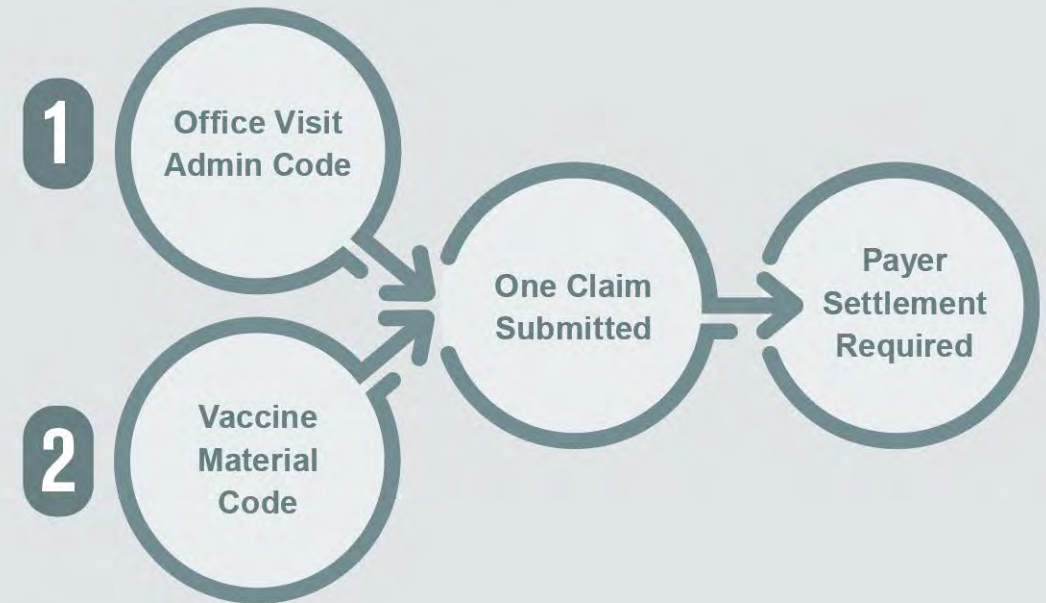 1
Office Visit
Admin Code
2
Vaccine
Material
Code
One Claim
Submitted
Payer
Settlement
Required